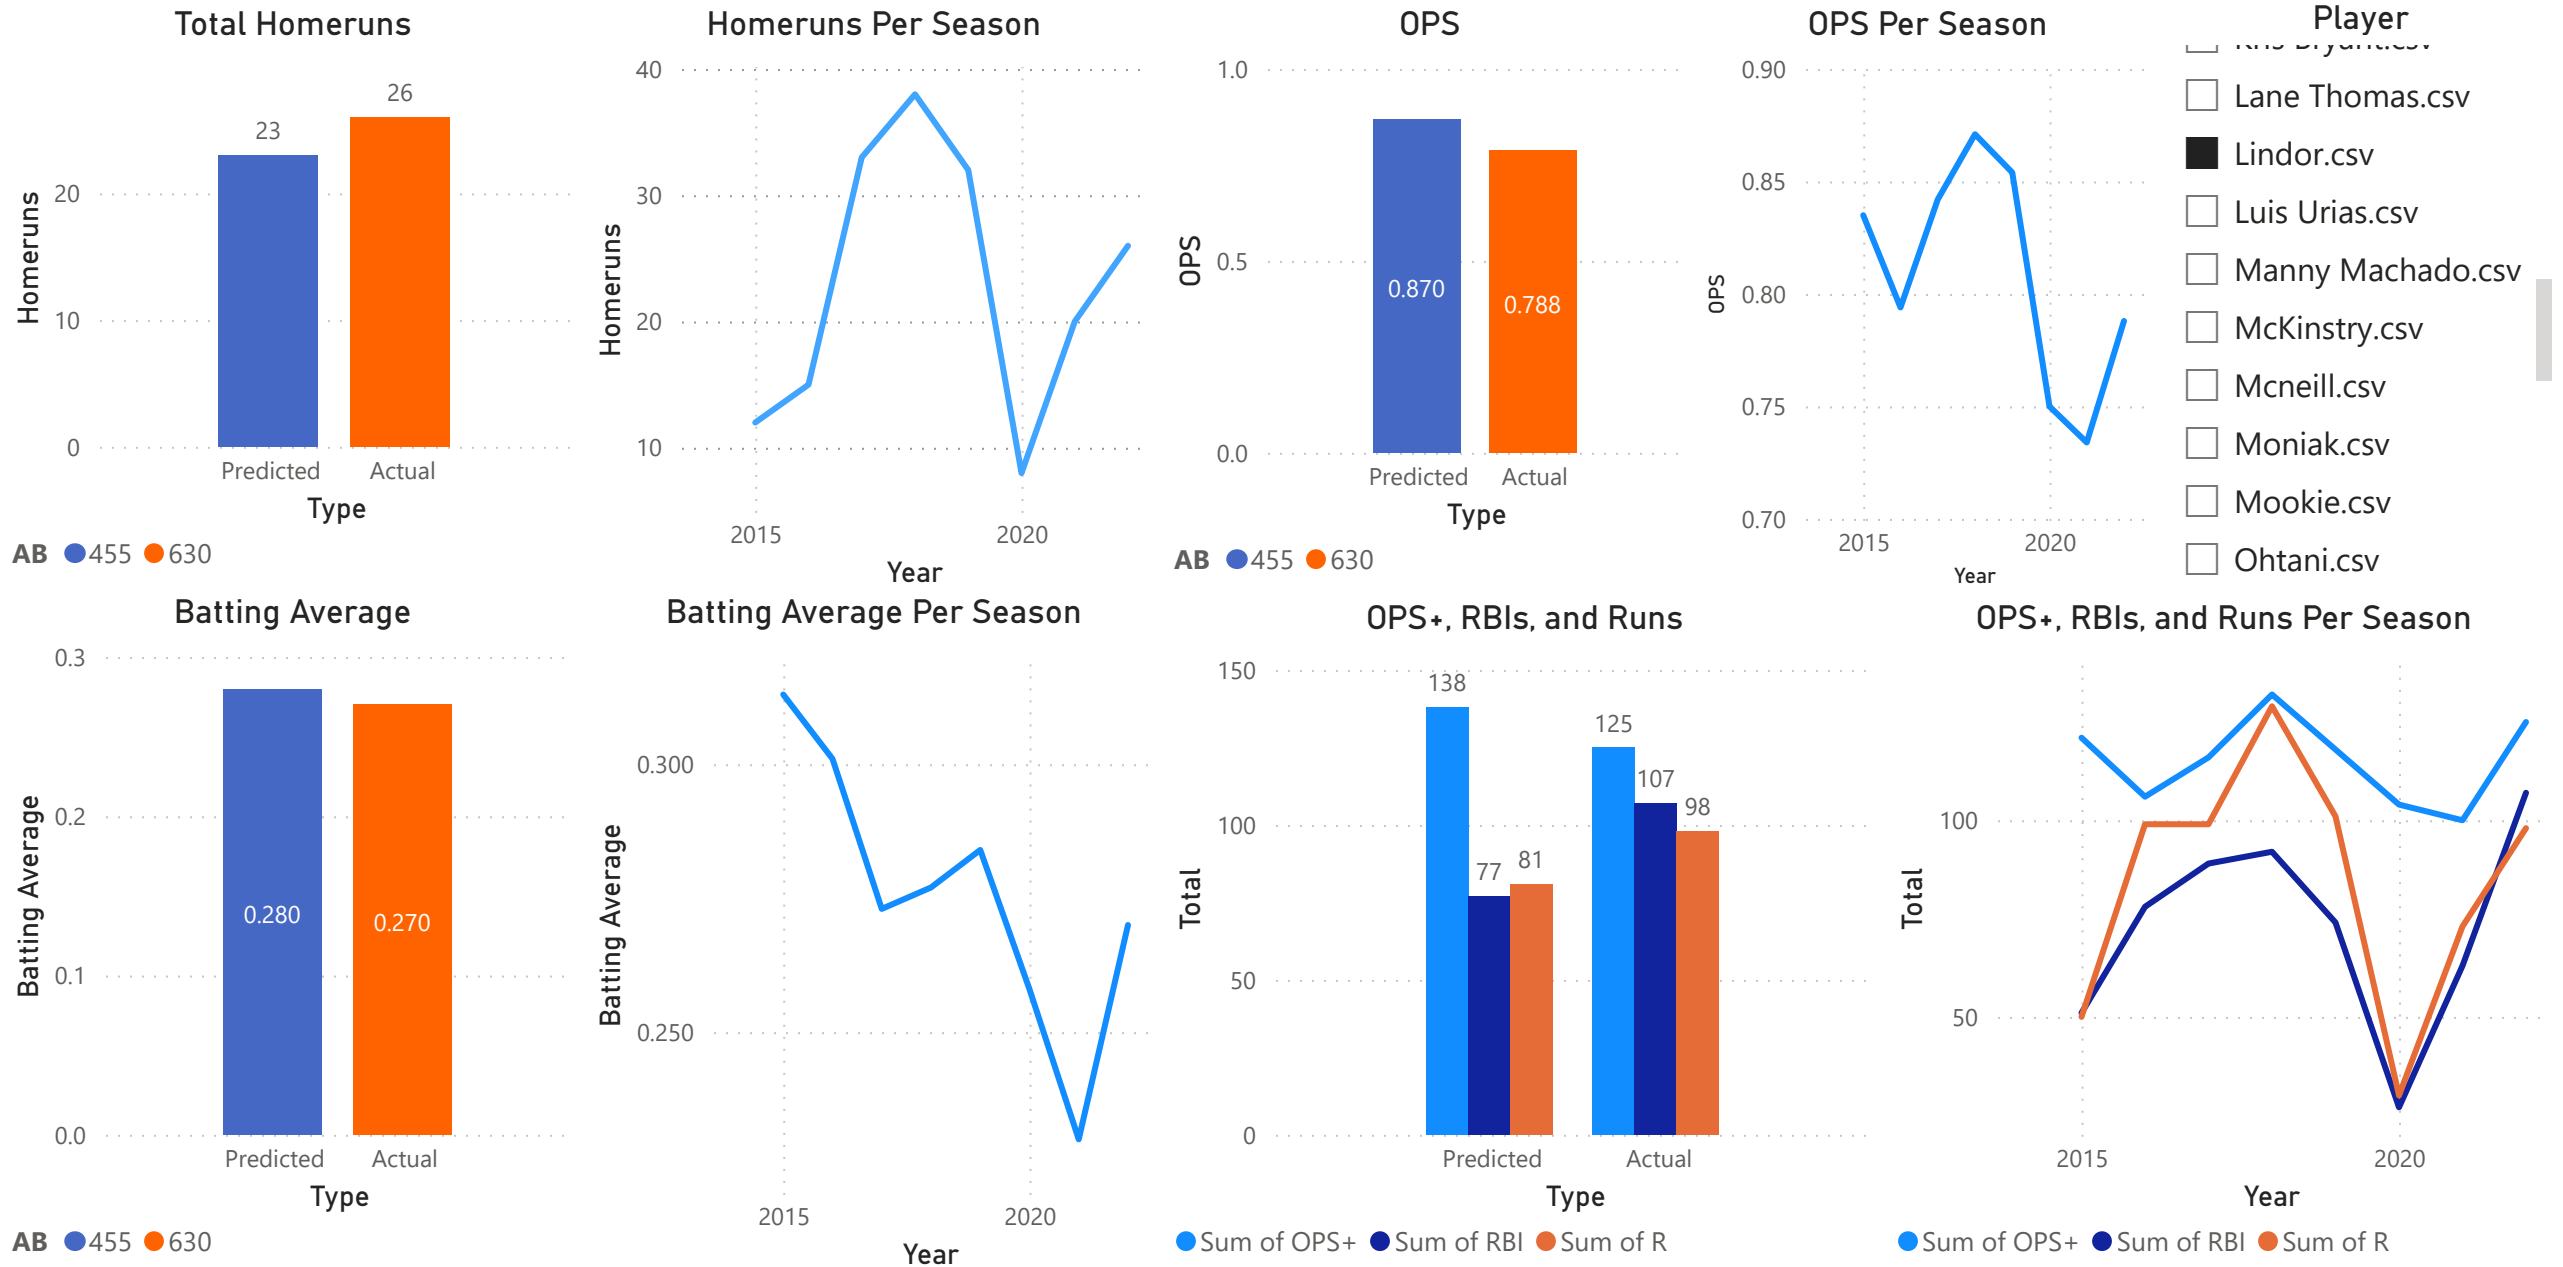 Total Homeruns
Homeruns
20
10
0
23
26
Predicted
Actual
Type
AB 455 630
Homeruns Per Season
Homeruns
40
30
20
10
2015
2020
Year
OPS
OPS
1.0
0.5
0.0
0.870
0.788
Predicted
Actual
Type
AB 455 630
OPS Per Season
OPS
0.90
0.85
0.80
0.75
0.70
2015
2020
Year
Player
Lane Thomas.csv
Lindor.csv
Luis Urias.csv
Manny Machado.csv
McKinstry.csv
Mcneill.csv
Moniak.csv
Mookie.csv
Ohtani.csv
Batting Average
Batting Average
0.3
0.2
0.1
0.0
0.280
0.270
Predicted
Actual
Type
AB 455 630
Batting Average Per Season
Batting Average
0.300
0.250
2015
2020
Year
OPS+, RBIs, and Runs
Total
150
100
50
0
138
77
81
125
107
98
Predicted
Actual
Type
Sum of OPS+ Sum of RBI Sum of R
OPS+, RBIs, and Runs Per Season
Total
100
50
2015
2020
Year
Sum of OPS+ Sum of RBI Sum of R